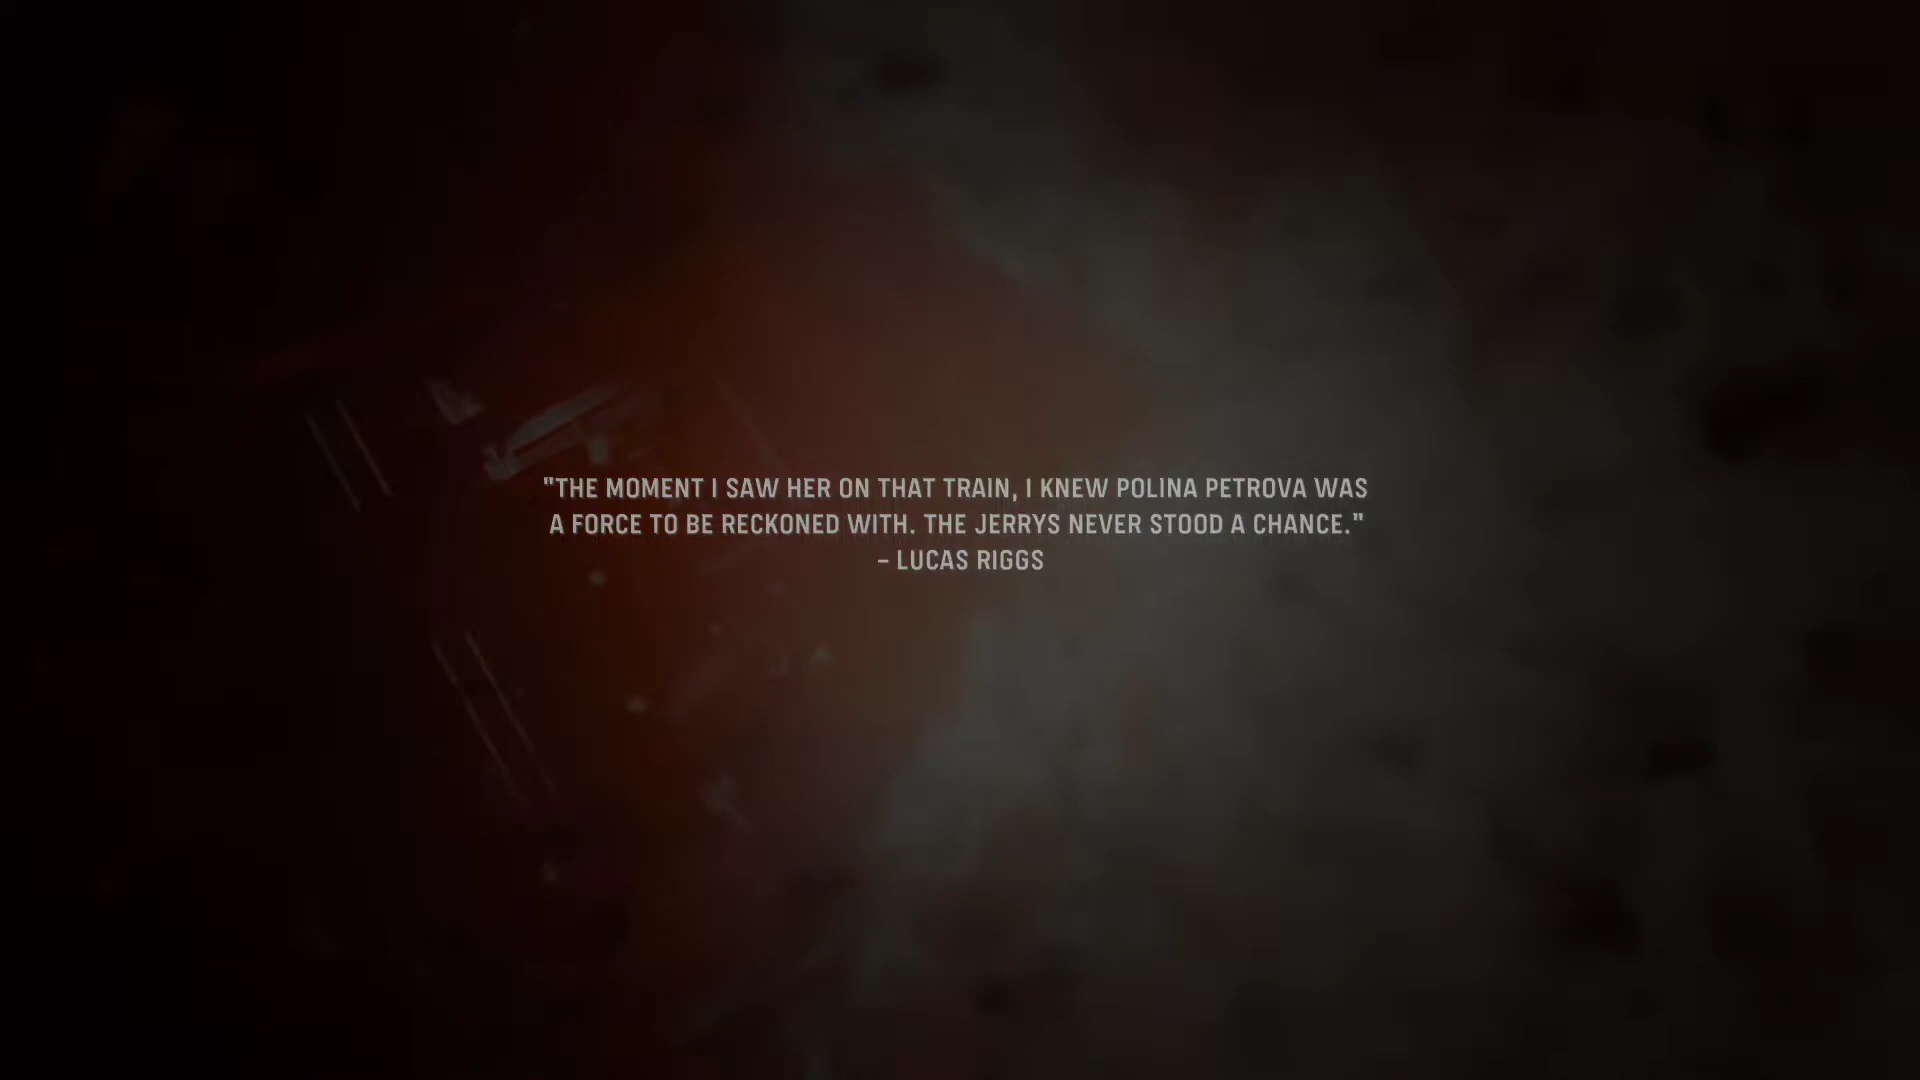 "THE MOMENT I SAW HER ON THAT TRAIN, I KNEW POLINA PETROVA WAS
A FORCE TO BE RECKONED WITH. THE JERRYS NEVER STOOD A CHANCE."
– LUCAS RIGGS